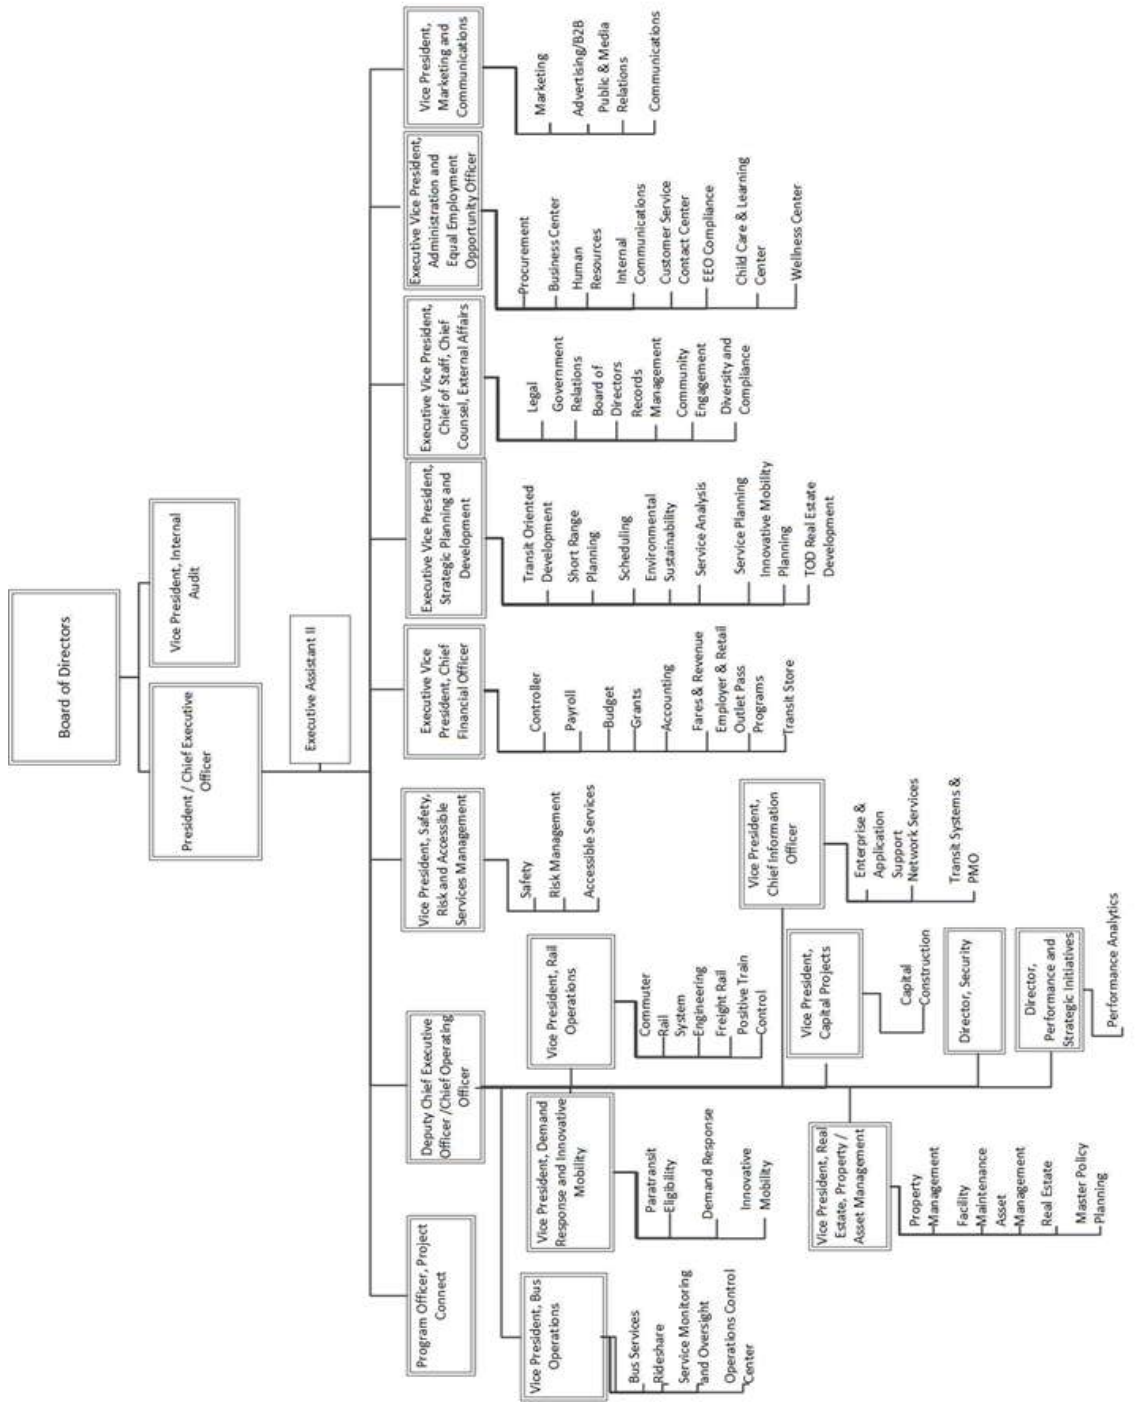 Board of Directors
President / Chief Executive
Officer
Vice President, Internal
Audit
Executive Assistant II
Program Officer, Project
Connect
Deputy Chief Executive
Officer /Chief Operating
Officer
Vice President, Safety,
Risk and Accessible
Services Management
Safety
Risk Management
Accessible Services
Executive Vice
President, Chief
Financial Officer
Controller
Payroll
Budget
Grants
Accounting
Fares & Revenue
Employer & Retail
Outlet Pass
Programs
Transit Store
Executive Vice President,
Strategic Planning and
Development
Transit Oriented
Development
Short Range
Planning
Scheduling
Environmental
Sustainability
Service Analysis
Service Planning
Innovative Mobility
Planning
TOD Real Estate
Development
Executive Vice President,
Chief of Staff, Chief
Counsel, External Affairs
Legal
Government
Relations
Board of
Directors
Records
Management
Community
Engagement
Diversity and
Compliance
Executive Vice President,
Administration and
Equal Employment
Opportunity Officer
Procurement
Business Center
Human
Resources
Internal
Communications
Customer Service
Contact Center
EEO Compliance
Child Care & Learning
Center
Wellness Center
Vice President,
Marketing and
Communications
Marketing
Advertising/B2B
Public & Media
Relations
Communications
Vice President, Bus
Operations
Bus Services
Rideshare
Service Monitoring
and Oversight
Operations Control
Center
Vice President, Demand
Response and Innovative
Mobility
Paratransit
Eligibility
Demand Response
Innovative
Mobility
Vice President, Rail
Operations
Commuter
Rail
System
Engineering
Freight Rail
Positive Train
Control
Vice President,
Chief Information
Officer
Enterprise &
Application
Support
Network Services
Transit Systems &
PMO
Vice President, Real
Estate, Property /
Asset Management
Property
Management
Facility
Maintenance
Asset
Management
Real Estate
Master Policy
Planning
Vice President,
Capital Projects
Capital
Construction
Director, Security
Director,
Performance and
Strategic Initiatives
Performance Analytics